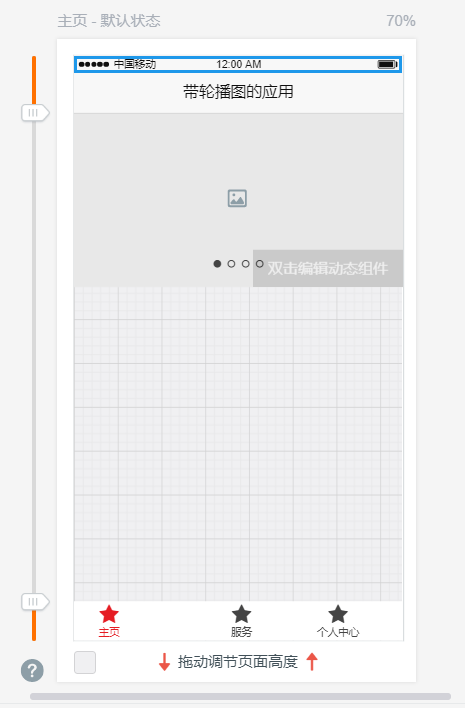 主页 - 默认状态 70%
中国移动 12:00 AM
带轮播图的应用
双击编辑动态组件
主页 服务 个人中心
? 拖动调节页面高度